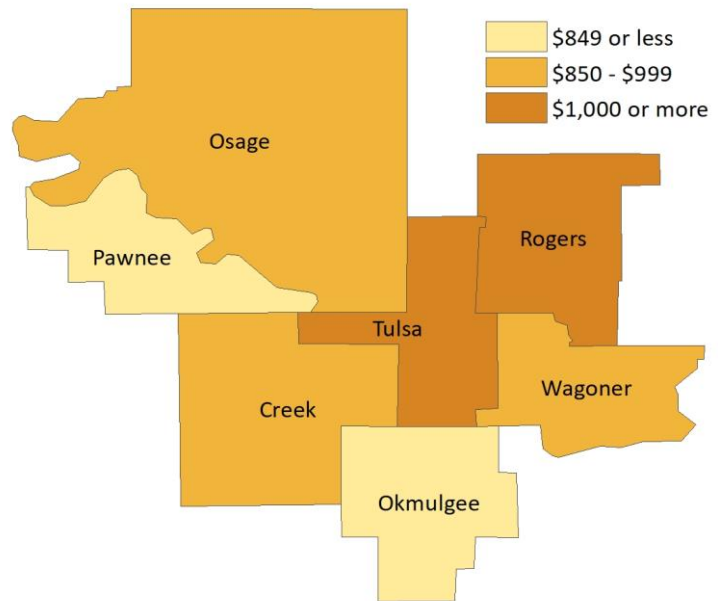 $849 or less
$850 - $999
$1,000 or more
Osage
Rogers
Pawnee
Tulsa
Wagoner
Creek
Okmulgee